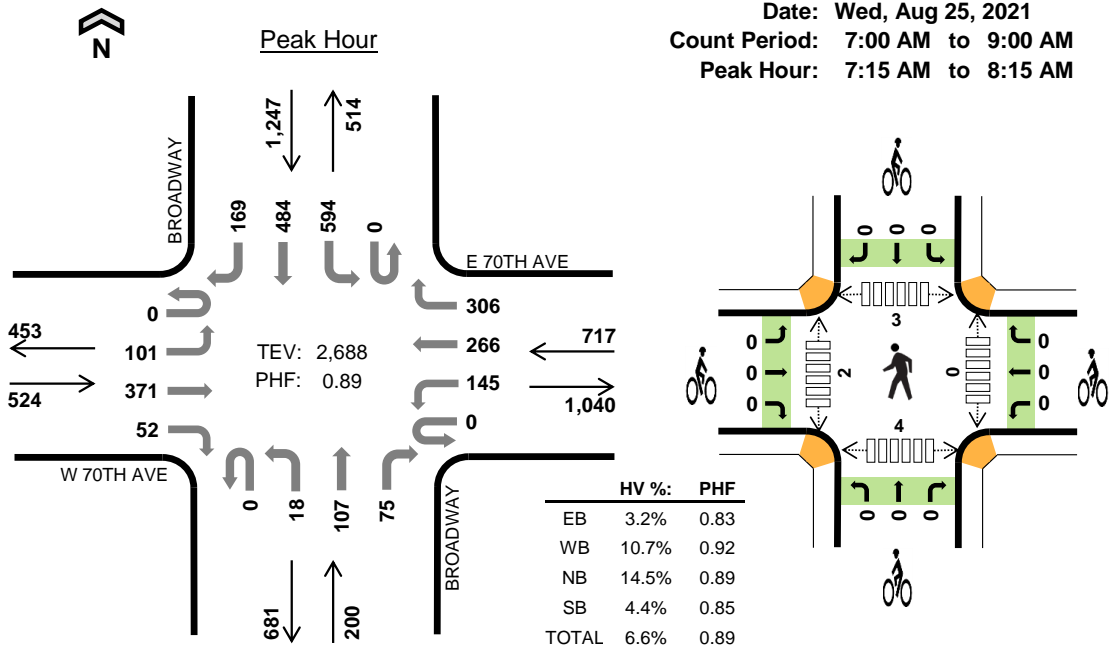 N
Peak Hour
Date: Wed, Aug 25, 2021
Count Period: 7:00 AM to 9:00 AM
Peak Hour: 7:15 AM to 8:15 AM
1,247
514
BROADWAY
169
484
594
0
E 70TH AVE
0
101
371
52
453
524
TEV: 2,688
PHF: 0.89
306
266
145
0
717
1,040
W 70TH AVE
0
18
107
75
BROADWAY
681
200
HV %: PHF
EB 3.2% 0.83
WB 10.7% 0.92
NB 14.5% 0.89
SB 4.4% 0.85
TOTAL 6.6% 0.89
0 0 0
3
0
0
0
2
0
0
0
0
4
0 0 0